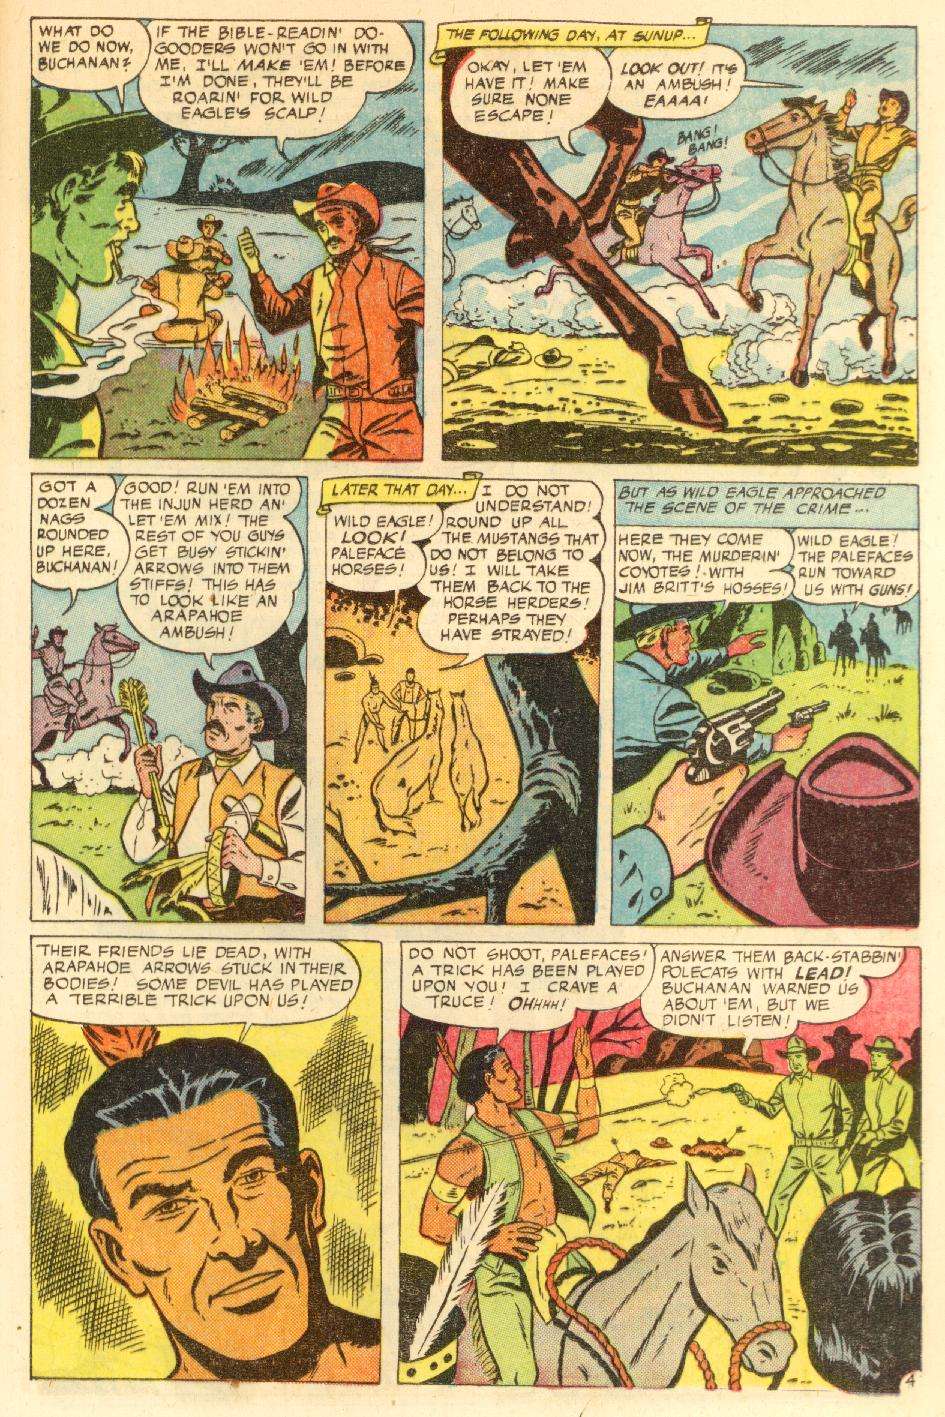 WHAT DO
WE DO NOW,
BUCHANAN?
IF THE BIBLE-READIN' DO-
GOODERS WON'T GO IN WITH
ME, I'LL MAKE 'EM! BEFORE
I'M DONE, THEY'LL BE
ROARIN' FOR WILD
EAGLE'S SCALP!
THE FOLLOWING DAY, AT SUNUP...
OKAY, LET 'EM
HAVE IT! MAKE
SURE NONE
ESCAPE!
LOOK OUT! IT'S
AN AMBUSH!
EAAAA!
BANG!
BANG!
GOT A
DOZEN
NAGS
ROUNDED
UP HERE,
BUCHANAN!
GOOD! RUN 'EM INTO
THE INJUN HERD AN'
LET 'EM MIX! THE
REST OF YOU GUYS
GET BUSY STICKIN'
ARROWS INTO THEM
STIFFS! THIS HAS
TO LOOK LIKE AN
ARAPAHOE
AMBUSH!
LATER THAT DAY...
WILD EAGLE!
LOOK!
PALEFACE
HORSES!
I DO NOT
UNDERSTAND!
ROUND UP ALL
THE MUSTANGS THAT
DO NOT BELONG TO
US! I WILL TAKE
THEM BACK TO THE
HORSE HERDERS!
PERHAPS THEY
HAVE STRAYED!
BUT AS WILD EAGLE APPROACHED
THE SCENE OF THE CRIME...
HERE THEY COME
NOW, THE MURDERIN'
COYOTES! - WITH
JIM BRITT'S HOSSES!
WILD EAGLE!
THE PALEFACES
RUN TOWARD
US WITH GUNS!
THEIR FRIENDS LIE DEAD, WITH
ARAPAHOE ARROWS STUCK IN THEIR
BODIES! SOME DEVIL HAS PLAYED
A TERRIBLE TRICK UPON US!
DO NOT SHOOT, PALEFACES!
A TRICK HAS BEEN PLAYED
UPON YOU! I CRAVE A
TRUCE! OHHHH!
ANSWER THEM BACK-STABBIN'
POLECATS WITH LEAD!
BUCHANAN WARNED US
ABOUT 'EM, BUT WE
DIDN'T LISTEN!
4